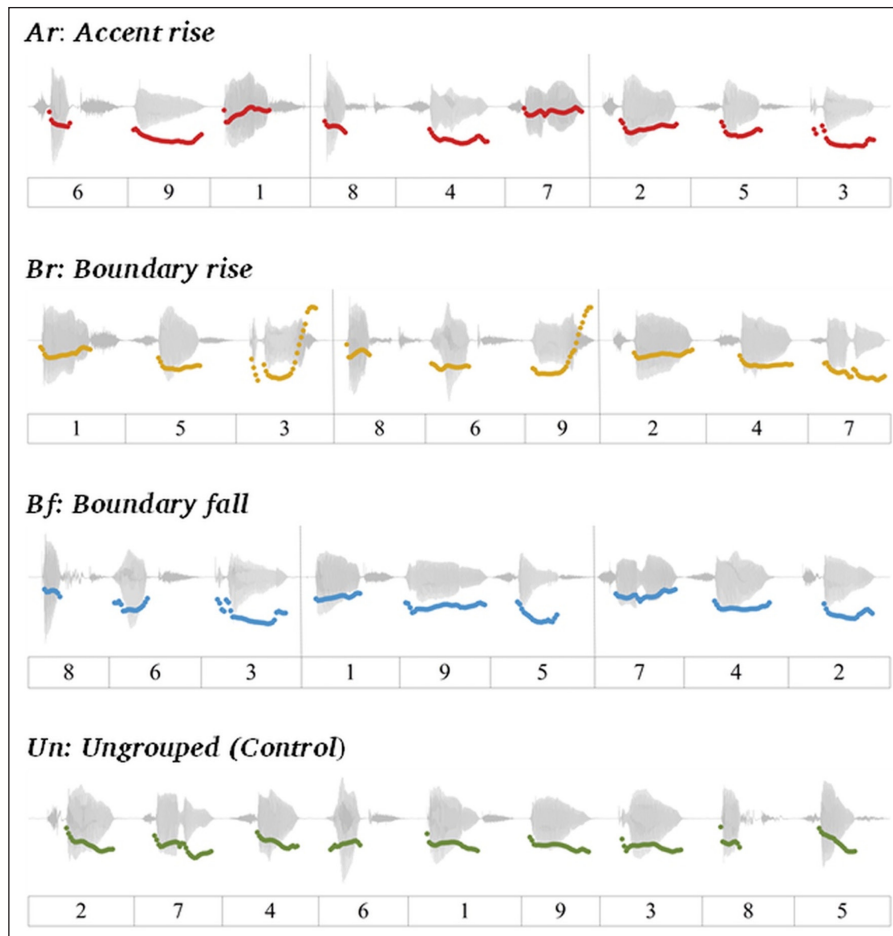 Ar: Accent rise
6 9 1 8 4 7 2 5 3
Br: Boundary rise
1 5 3 8 6 9 2 4 7
Bf: Boundary fall
8 6 3 1 9 5 7 4 2
Un: Ungrouped (Control)
2 7 4 6 1 9 3 8 5